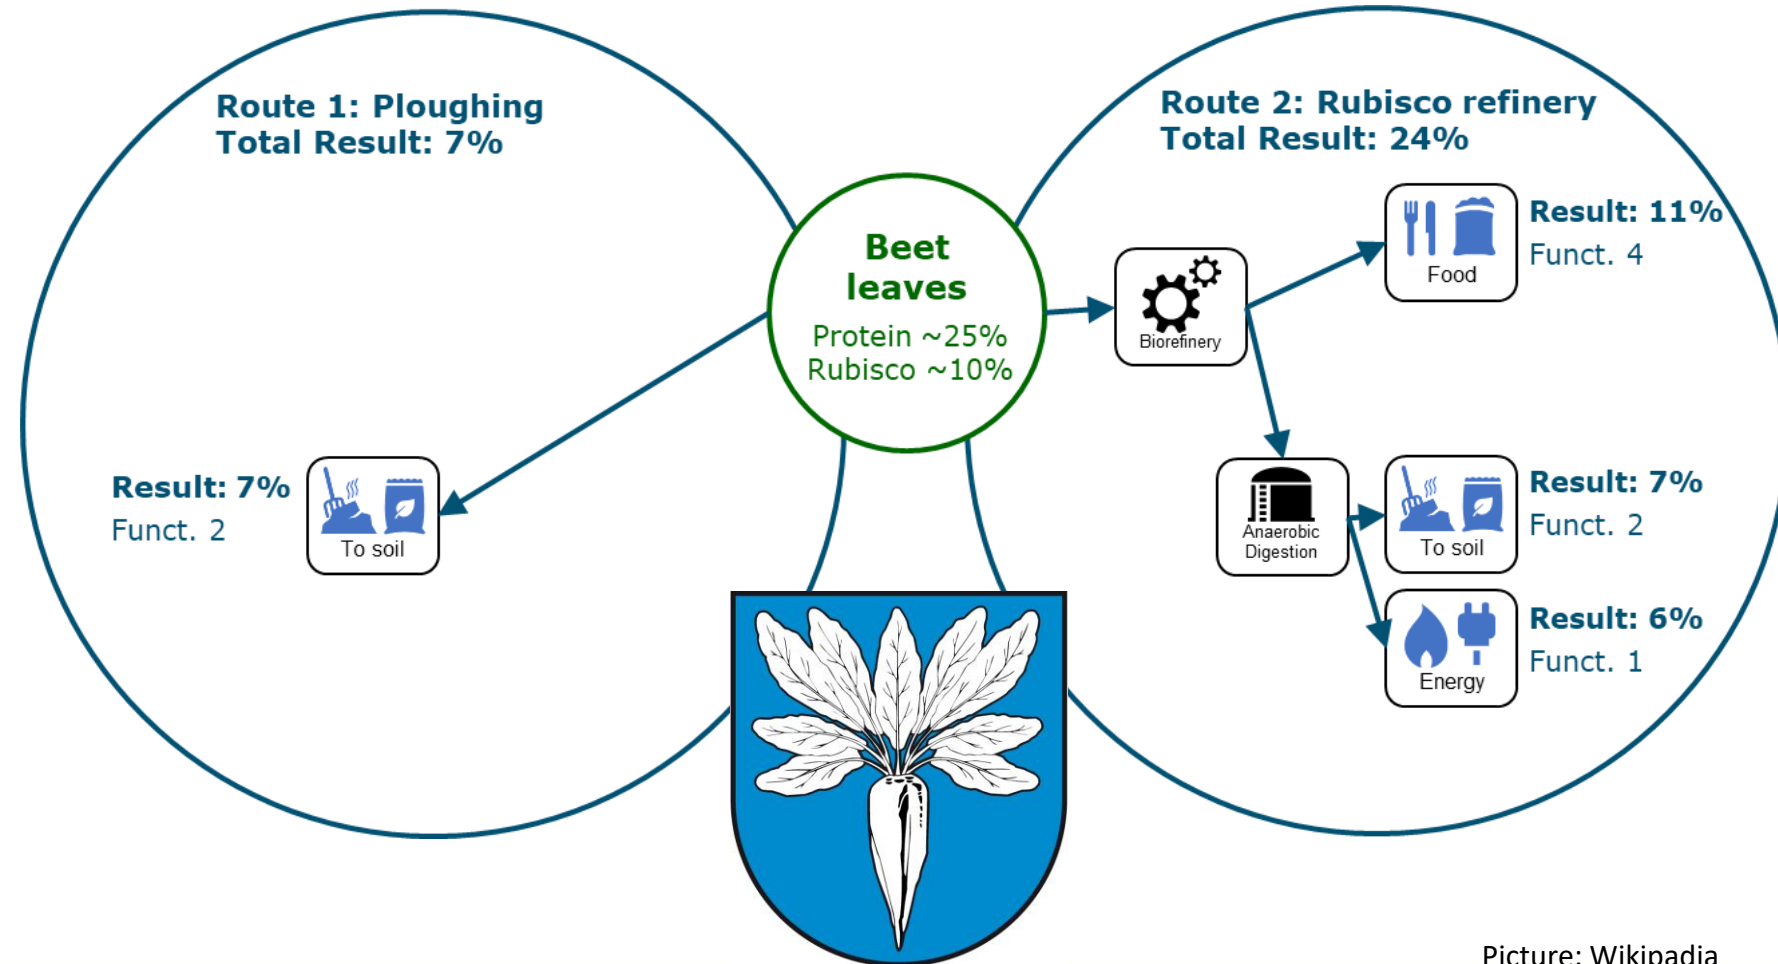 Route 1: Ploughing
Total Result: 7%
Result: 7%
Funct. 2
To soil
Beet
leaves
Protein ~25%
Rubisco ~10%
Route 2: Rubisco refinery
Total Result: 24%
Biorefinery
Food
Result: 11%
Funct. 4
Anaerobic
Digestion
To soil
Result: 7%
Funct. 2
Energy
Result: 6%
Funct. 1
Picture: Wikipadia